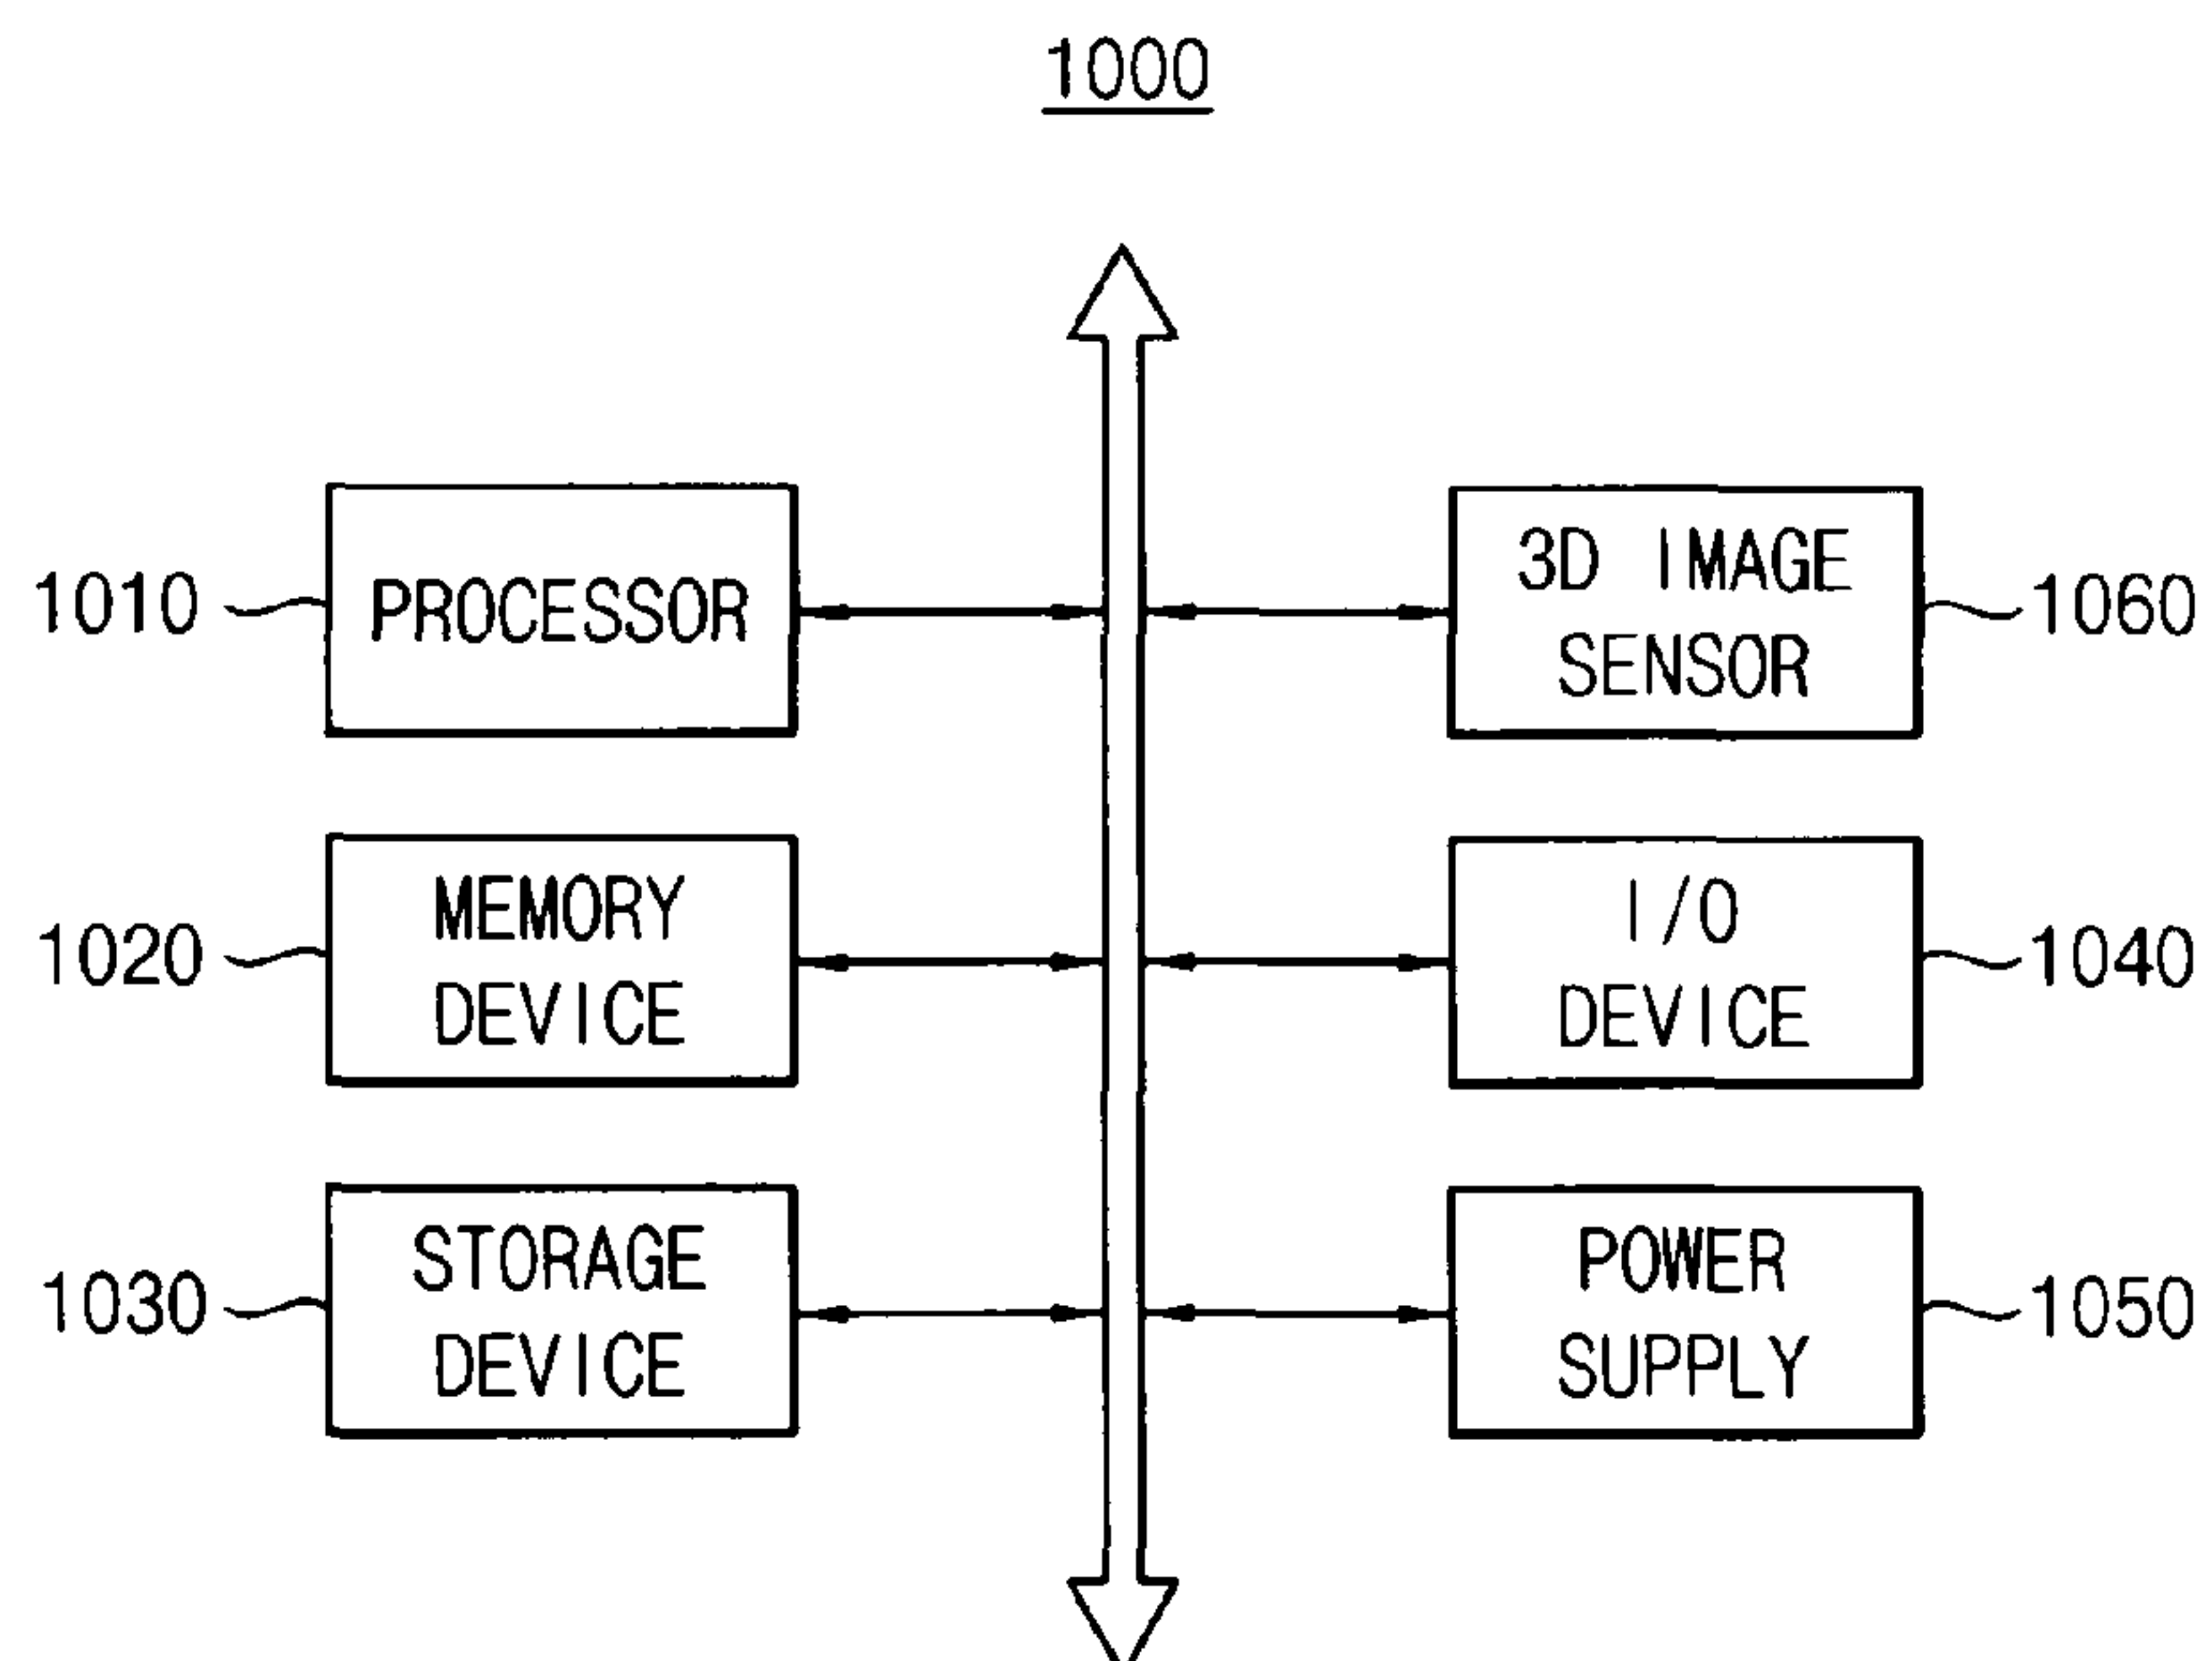 1000
1010
PROCESSOR
3D IMAGE
SENSOR
1060
1020
MEMORY
DEVICE
I/O
DEVICE
1040
1030
STORAGE
DEVICE
POWER
SUPPLY
1050